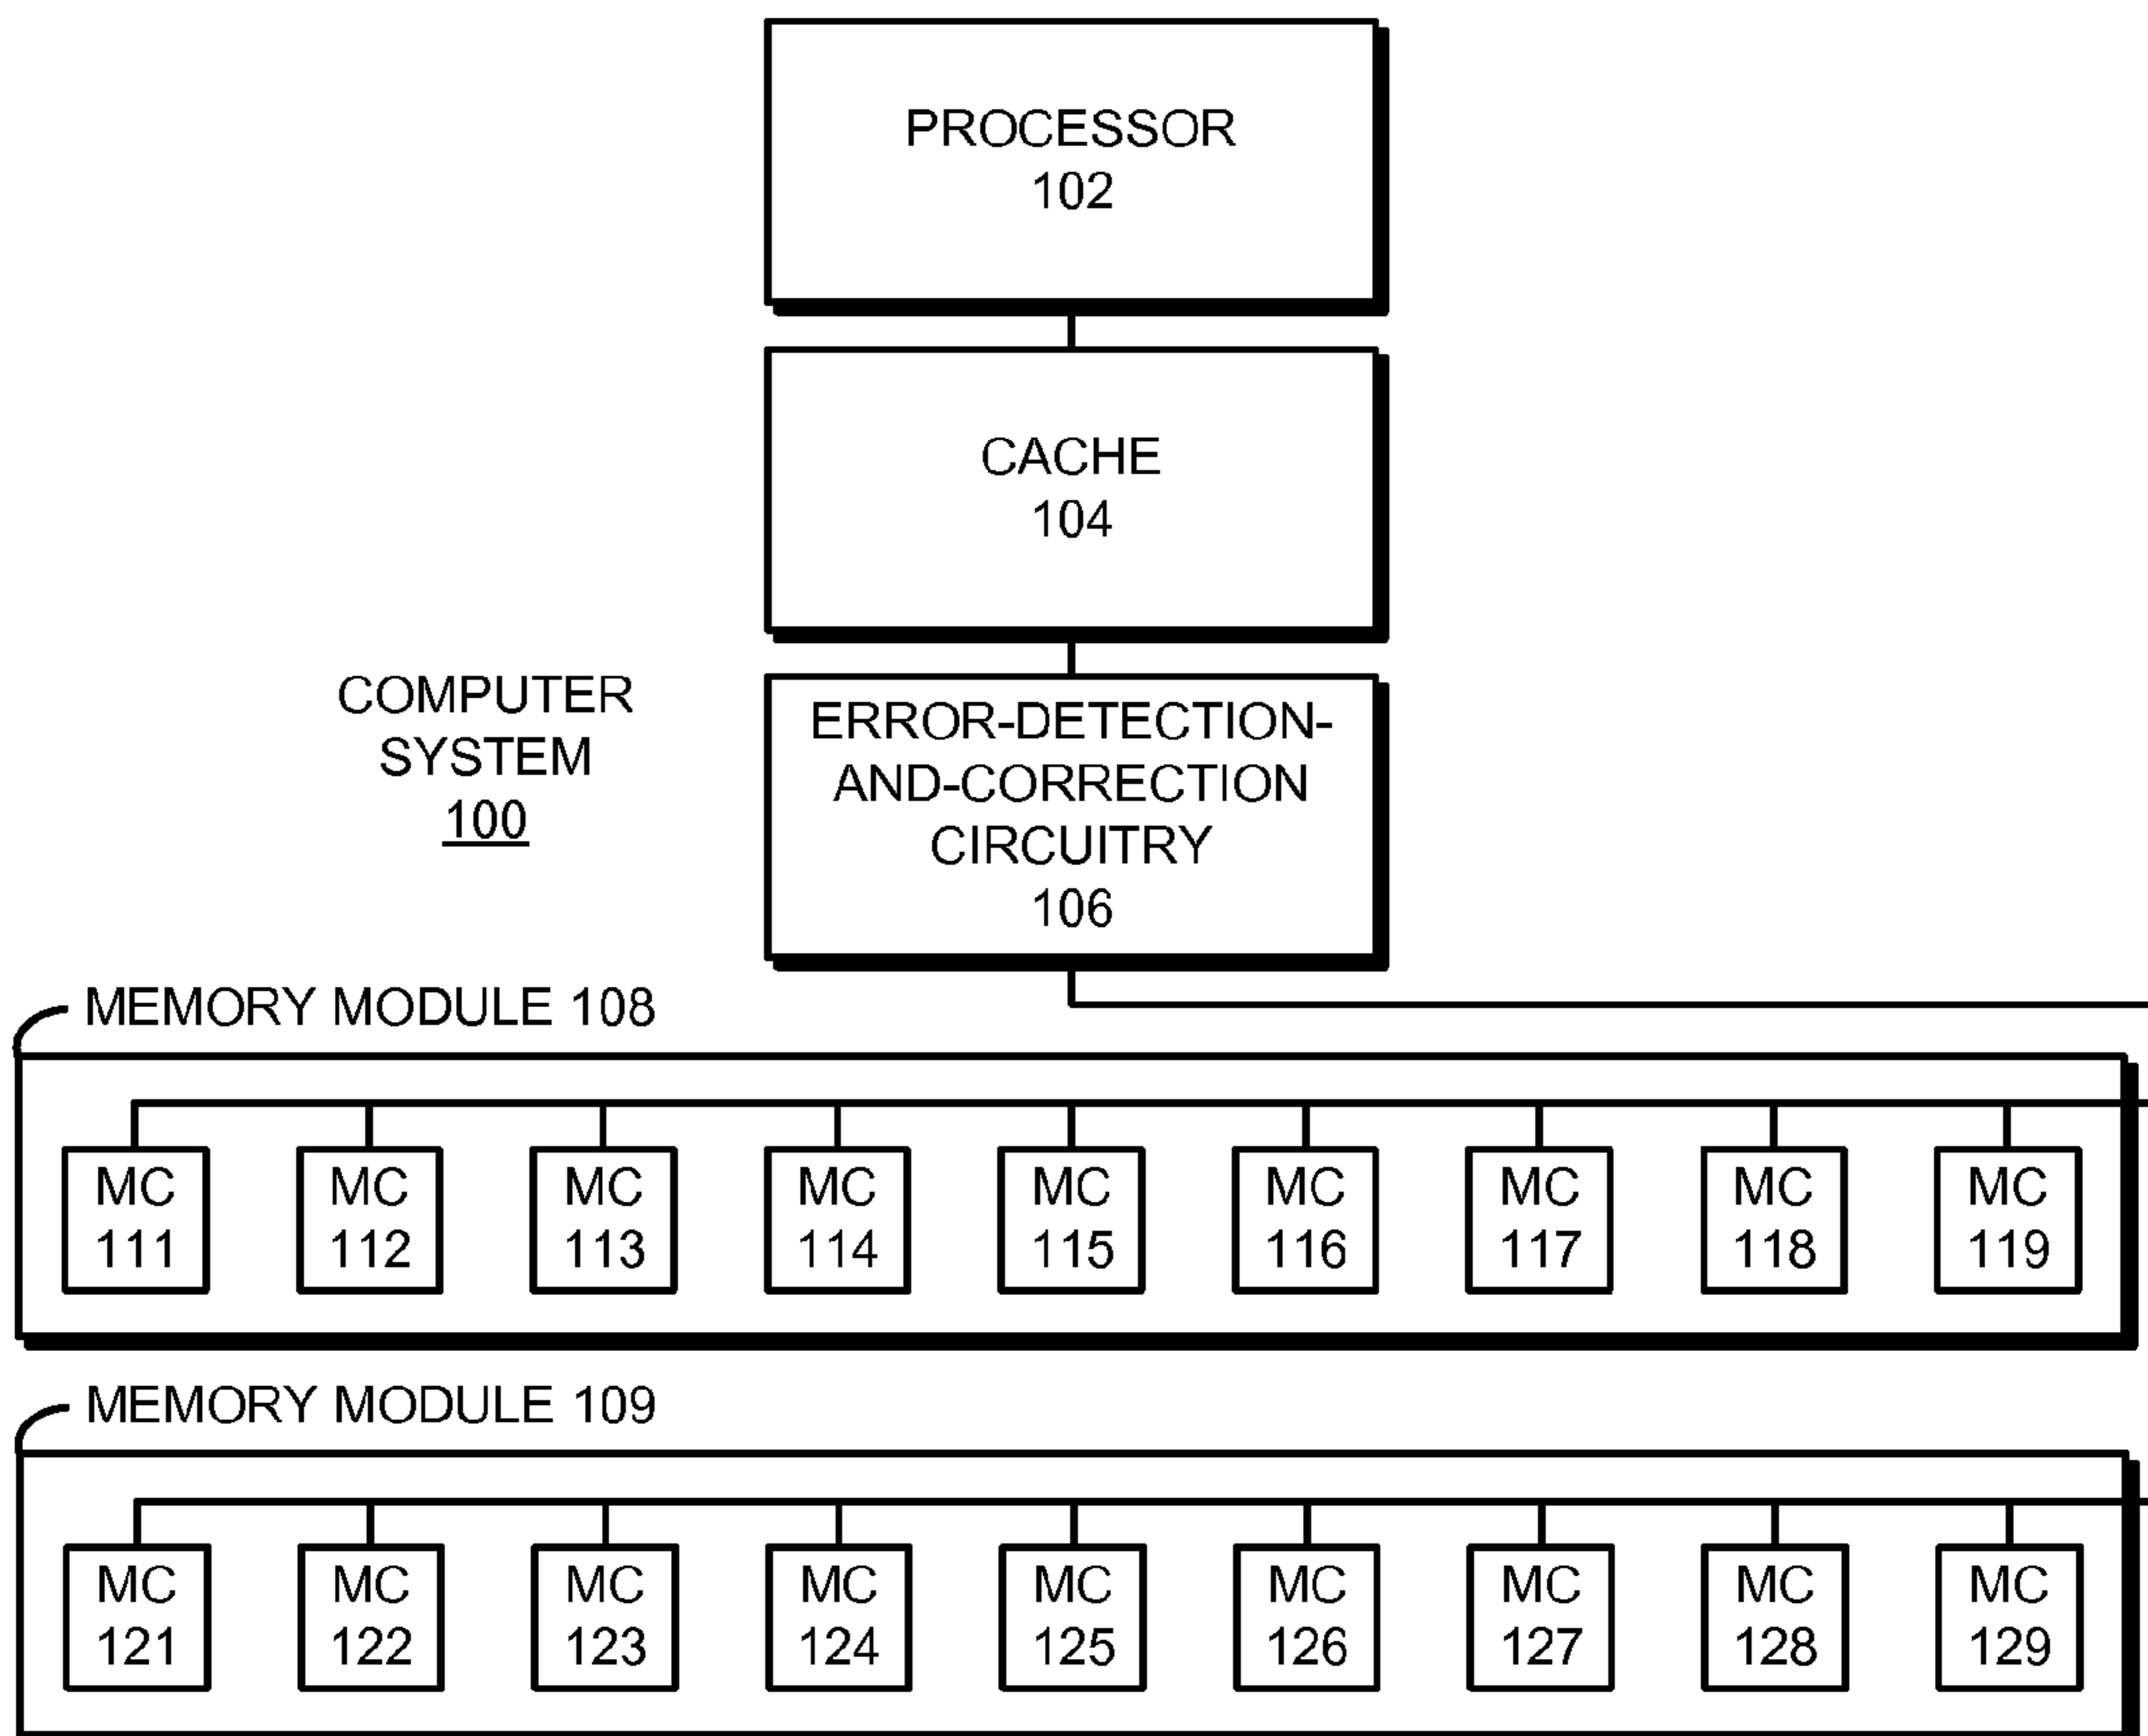 PROCESSOR
102
CACHE
104
COMPUTER
SYSTEM
100
ERROR-DETECTION-
AND-CORRECTION
CIRCUITRY
106
MEMORY MODULE 108
MC MC MC MC MC MC MC MC MC
111 112 113 114 115 116 117 118 119
MEMORY MODULE 109
MC MC MC MC MC MC MC MC MC
121 122 123 124 125 126 127 128 129